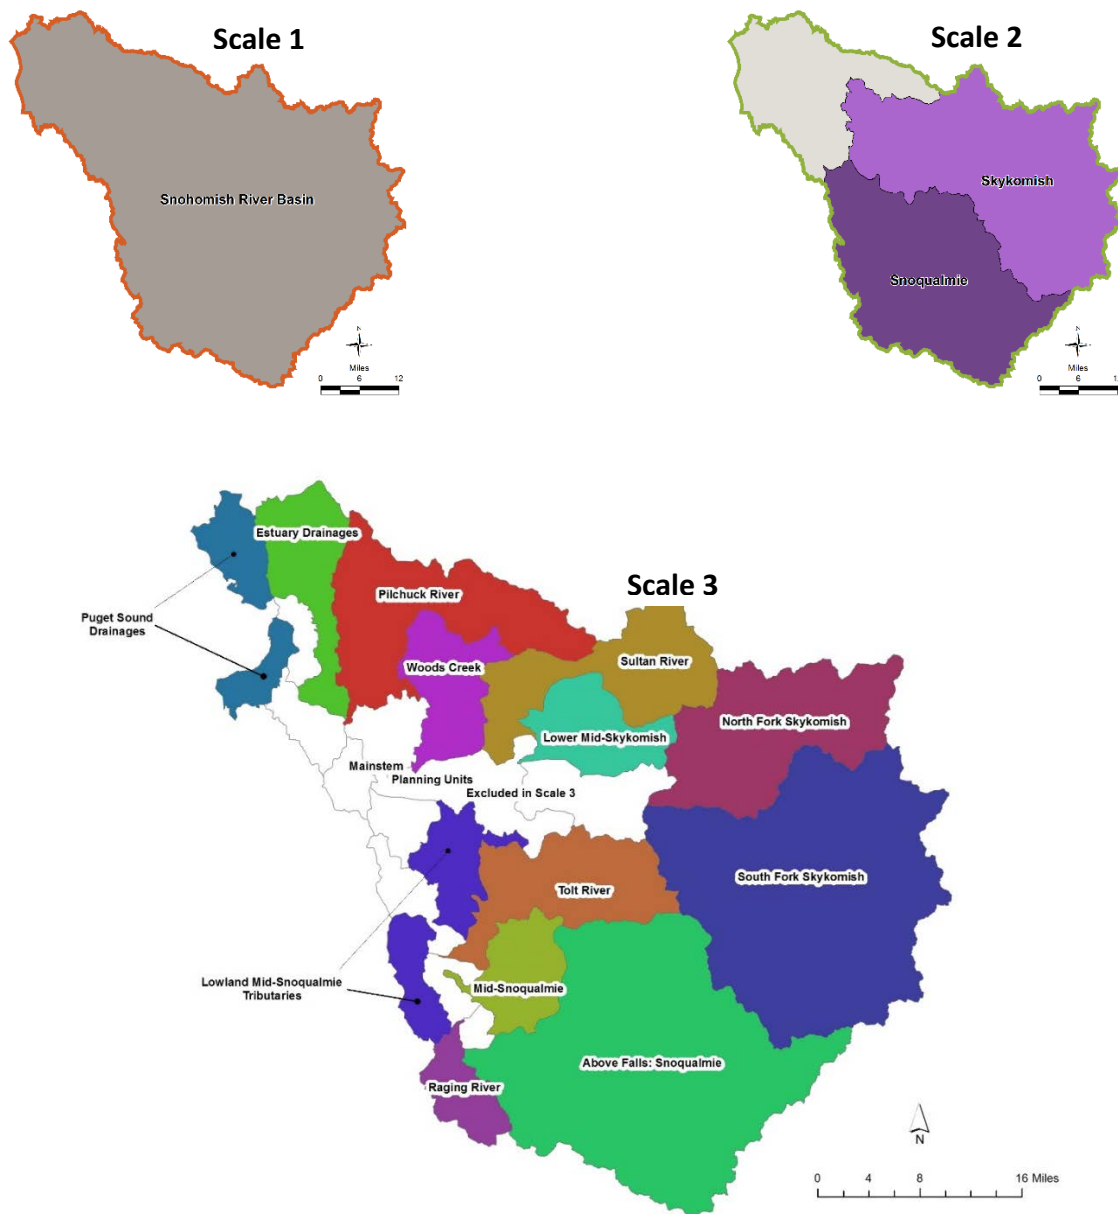 Scale 1
Snohomish River Basin
N
Miles
0 6 12
Scale 2
Skykomish
Snoqualmie
N
Miles
0 6
Scale 3
Estuary Drainages
Pilchuck River
Puget Sound
Drainages
Woods Creek
Sultan River
North Fork Skykomish
Lower Mid-Skykomish
Mainstem
Planning Units
Excluded in Scale 3
South Fork Skykomish
Tolt River
Lowland Mid-Snoqualmie
Tributaries
Mid-Snoqualmie
Above Falls: Snoqualmie
Raging River
N
0 4 8 16 Miles